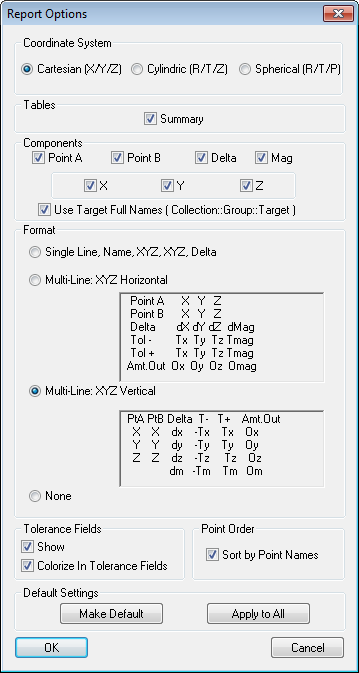 Report Options
Coordinate System
Cartesian (X/Y/Z) Cylindric (R/T/Z) Spherical (R/T/P)
Tables
Summary
Components
Point A Point B Delta Mag
X Y Z
Use Target Full Names ( Collection::Group::Target )
Format
Single Line, Name, XYZ, XYZ, Delta
Multi-Line: XYZ Horizontal
Point A X Y Z
Point B X Y Z
Delta dX dY dZ dMag
Tol - Tx Ty Tz Tmag
Tol + Tx Ty Tz Tmag
Amt.Out Ox Oy Oz Omag
Multi-Line: XYZ Vertical
PtA PtB Delta T- T+ Amt.Out
X X dx -Tx Tx Ox
Y Y dy -Ty Ty Oy
Z Z dz -Tz Tz Oz
dm -Tm Tm Om
None
Tolerance Fields
Show
Colorize In Tolerance Fields
Point Order
Sort by Point Names
Default Settings
Make Default Apply to All
OK Cancel